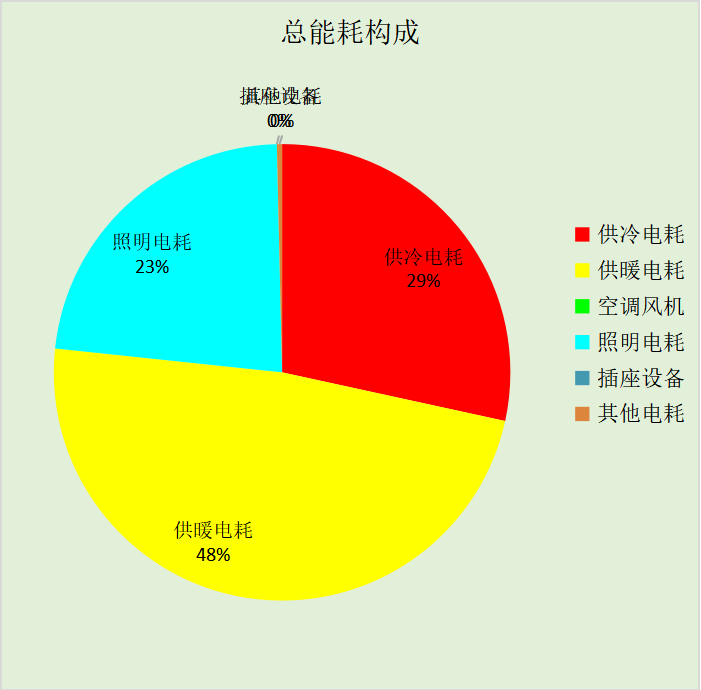 总能耗构成
0%
供冷电耗
29%
照明电耗
23%
供暖电耗
48%
供冷电耗
供暖电耗
空调风机
照明电耗
插座设备
其他电耗